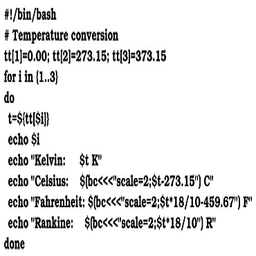 #!/bin/bash
# Temperature conversion
tt[1]=0.00; tt[2]=273.15; tt[3]=373.15
for i in {1..3}
do
t=${tt[$i]}
echo $i
echo "Kelvin: $t K"
echo "Celsius: $(bc<<<"scale=2;$t-273.15") C"
echo "Fahrenheit: $(bc<<<"scale=2;$t*18/10-459.67") F"
echo "Rankine: $(bc<<<"scale=2;$t*18/10") R"
done